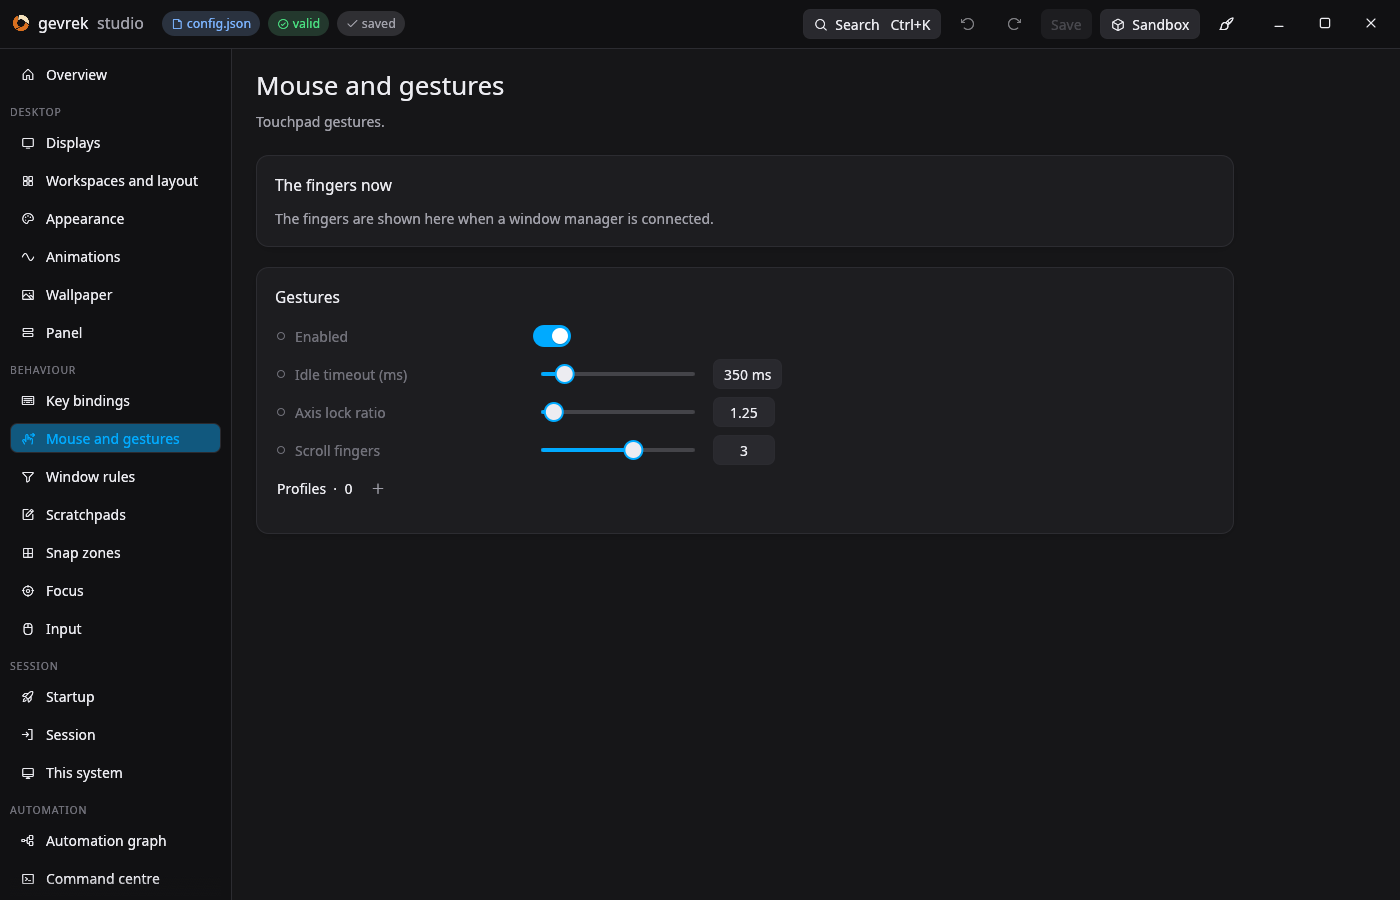 gevrek studio config.json valid saved Search Ctrl+K Save Sandbox
Overview
DESKTOP
Displays
Workspaces and layout
Appearance
Animations
Wallpaper
Panel
BEHAVIOUR
Key bindings
Mouse and gestures
Window rules
Scratchpads
Snap zones
Focus
Input
SESSION
Startup
Session
This system
AUTOMATION
Automation graph
Command centre
Mouse and gestures
Touchpad gestures.
The fingers now
The fingers are shown here when a window manager is connected.
Gestures
Enabled
Idle timeout (ms) 350 ms
Axis lock ratio 1.25
Scroll fingers 3
Profiles · 0